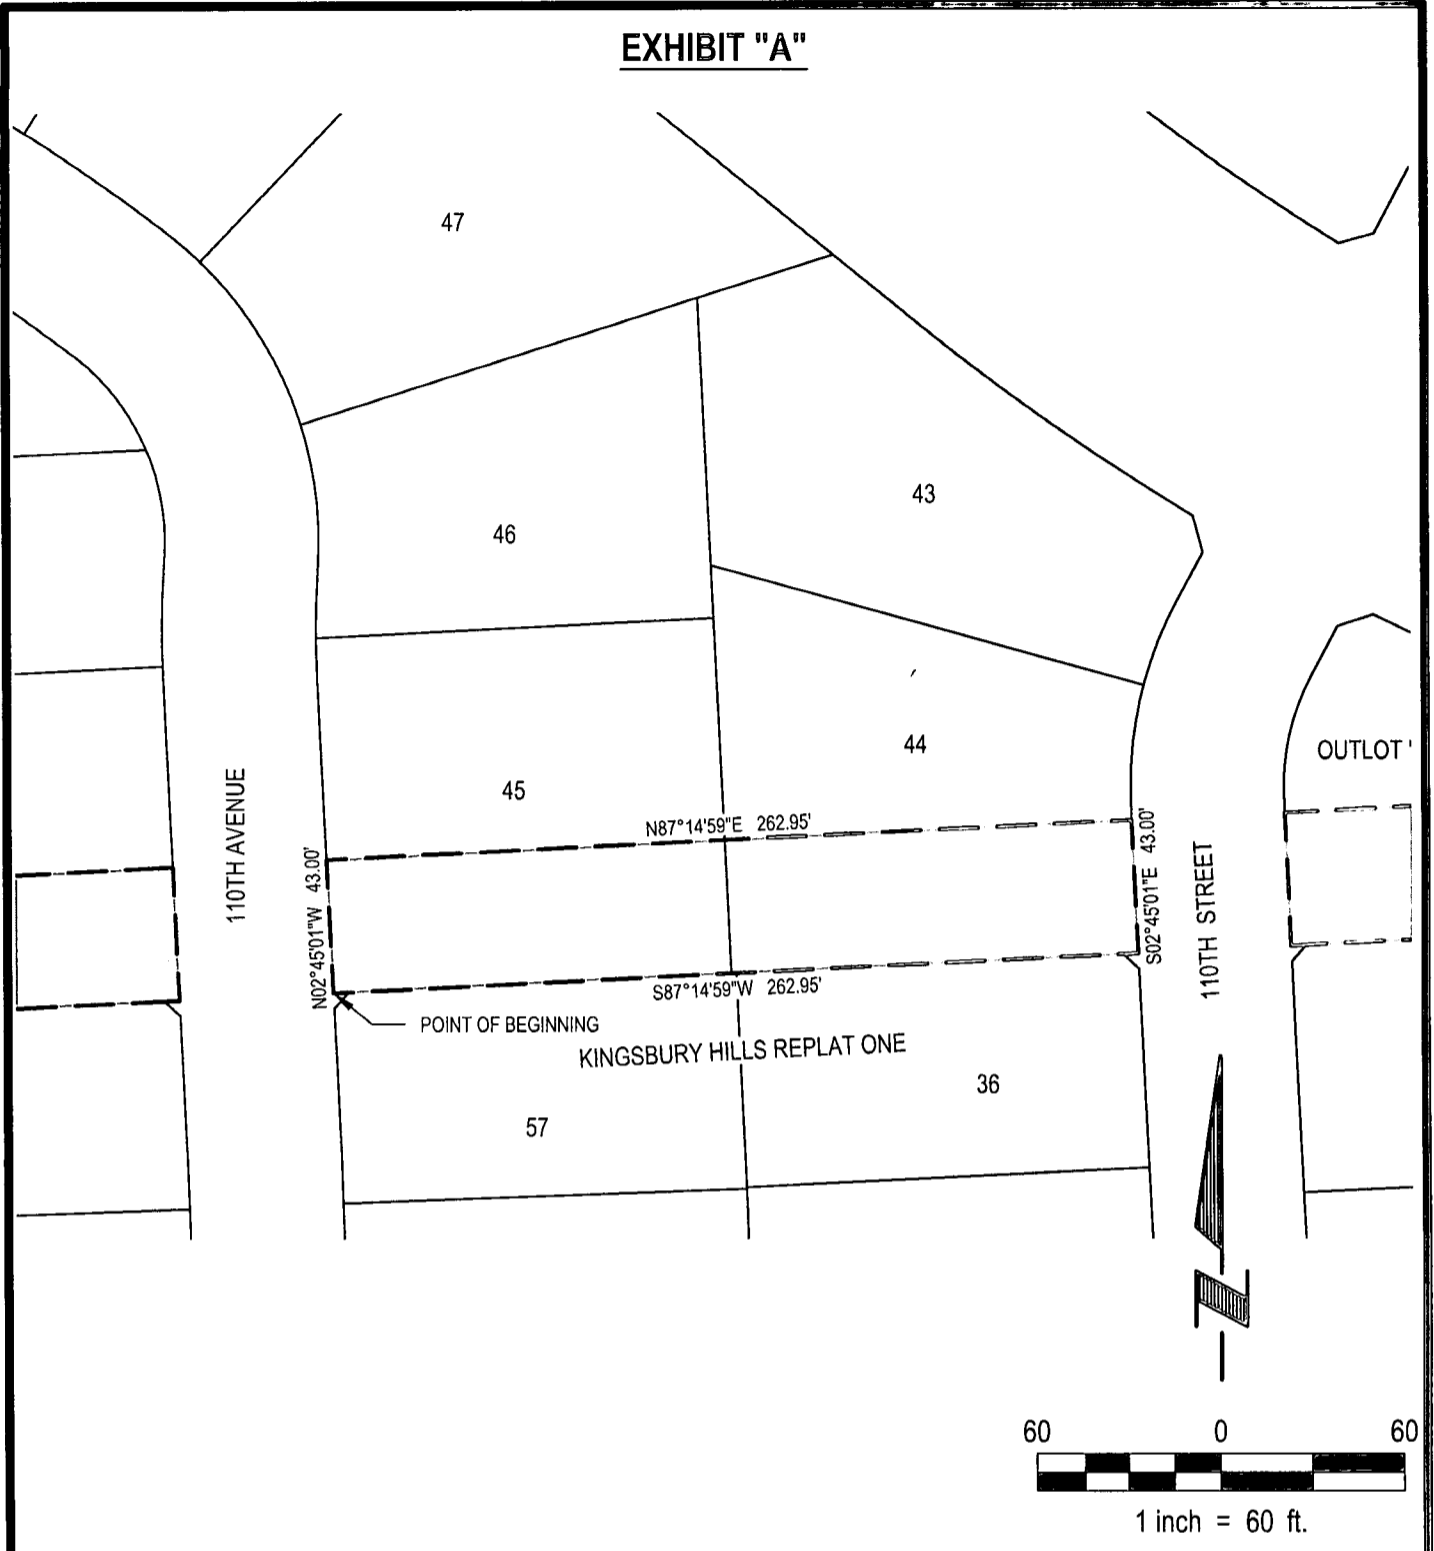 EXHIBIT "A"
47
46
43
44
OUTLOT '
45
110TH AVENUE
N87°14'59"E 262.95'
N02°45'01"W 43.00'
S02°45'01"E 43.00'
110TH STREET
S87°14'59"W 262.95'
POINT OF BEGINNING
KINGSBURY HILLS REPLAT ONE
36
57
60 0 60
1 inch = 60 ft.